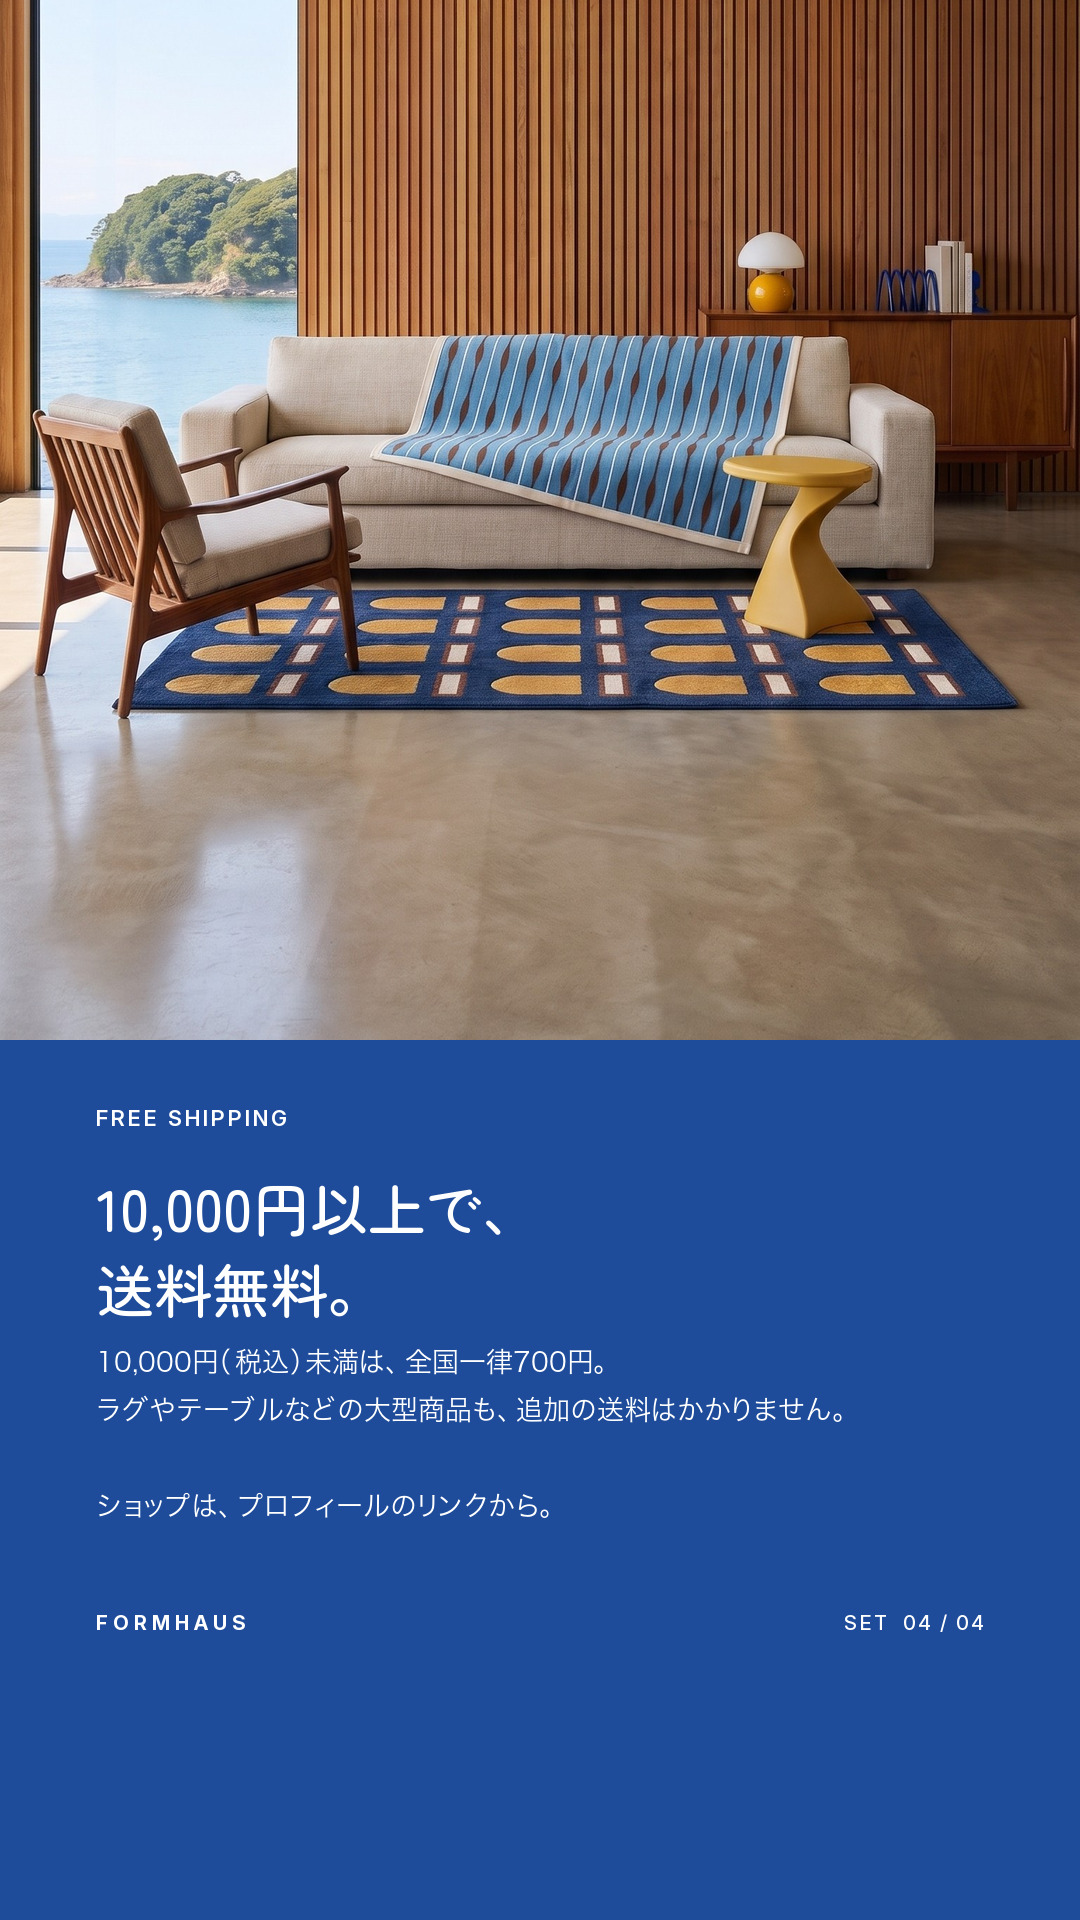 FREE SHIPPING
10,000円以上で、
送料無料。
10,000円(税込)未満は、全国一律700円。
ラグやテーブルなどの大型商品も、追加の送料はかかりません。
ショップは、プロフィールのリンクから。
FORMHAUS
SET 04 / 04